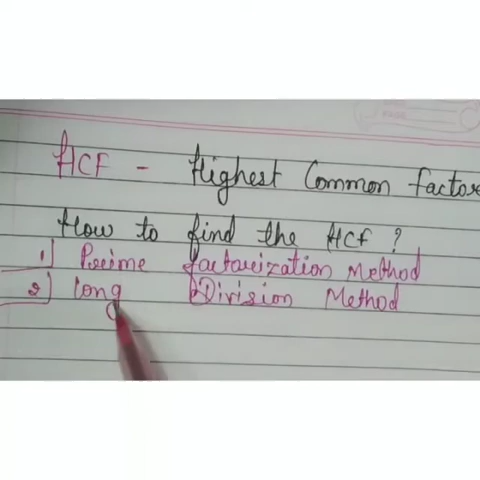 HCF - Highest Common Factor
How to find the HCF ?
1) Prime factorization Method
2) Long Division Method